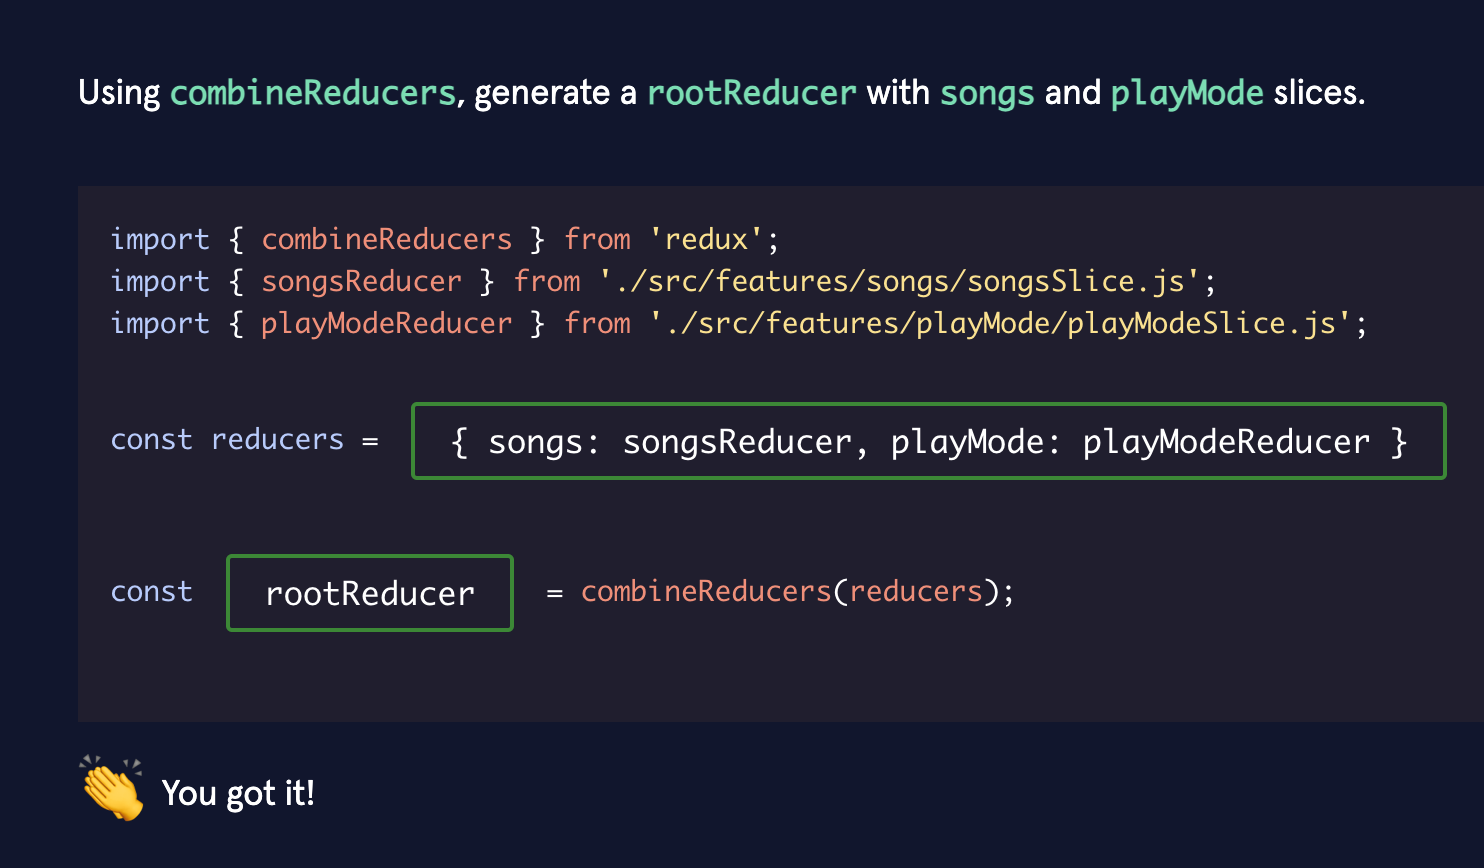 Using combineReducers, generate a rootReducer with songs and playMode slices.
import { combineReducers } from 'redux';
import { songsReducer } from './src/features/songs/songsSlice.js';
import { playModeReducer } from './src/features/playMode/playModeSlice.js';
const reducers = { songs: songsReducer, playMode: playModeReducer }
const rootReducer = combineReducers(reducers);
You got it!